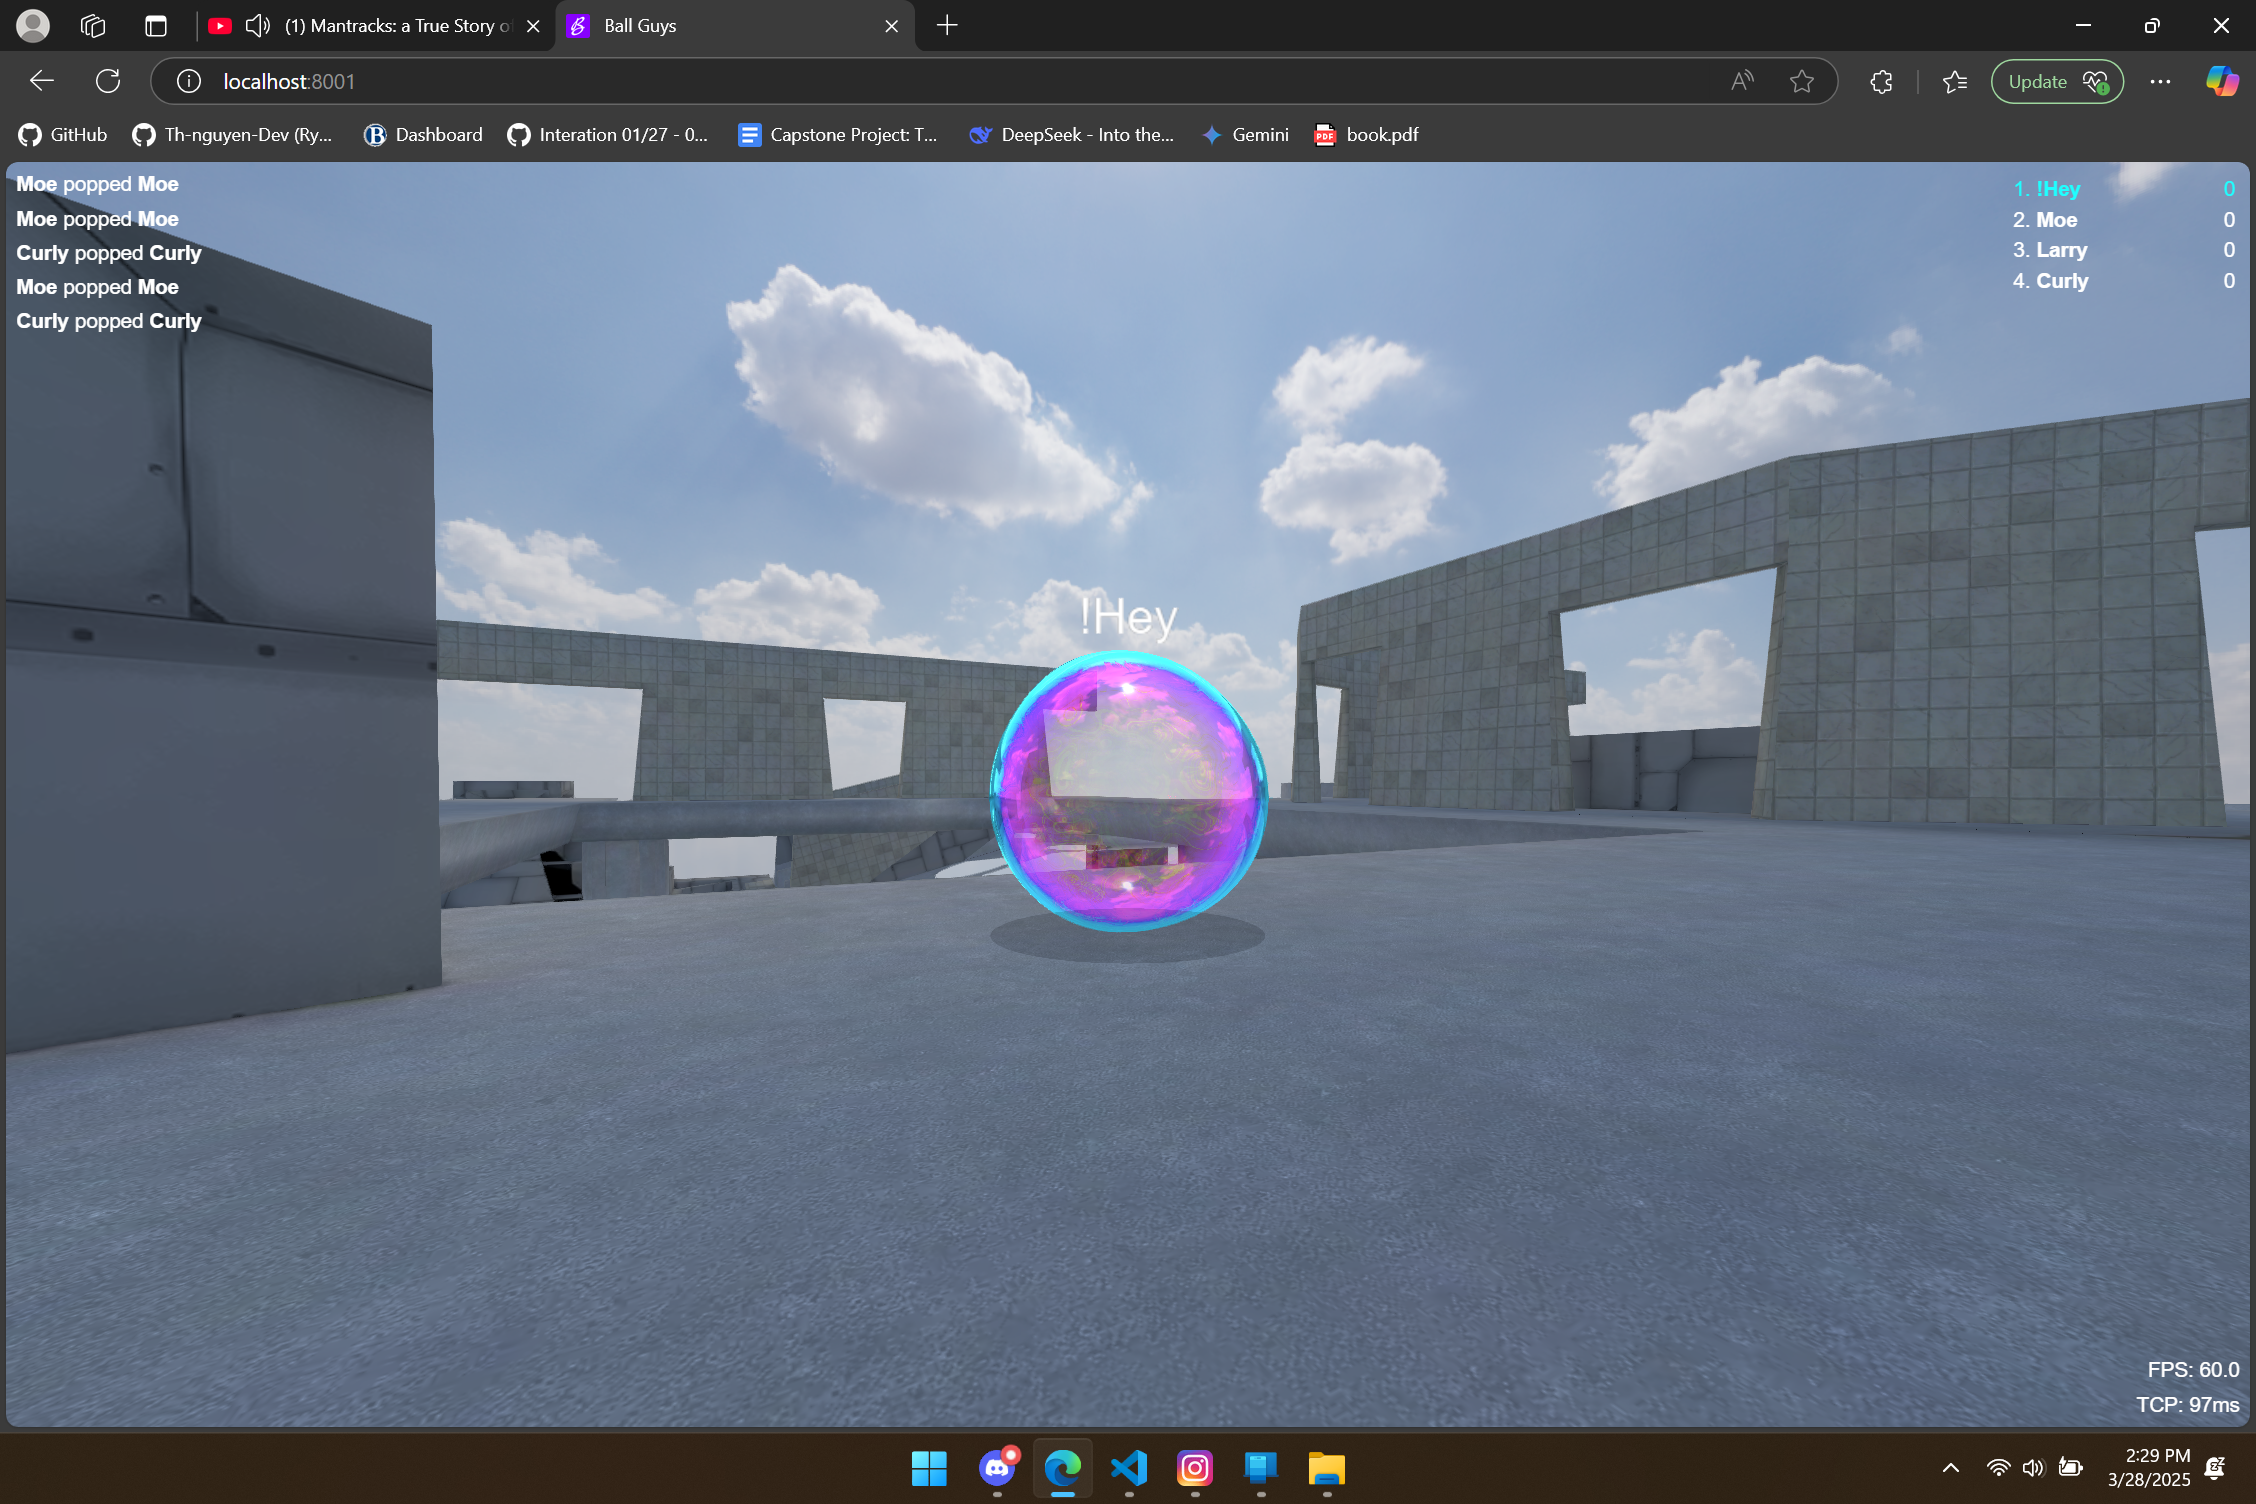 (1) Mantracks: a True Story of
Ball Guys
localhost:8001
Update
GitHub
Th-nguyen-Dev (Ry...
Dashboard
Interation 01/27 - 0...
Capstone Project: T...
DeepSeek - Into the...
Gemini
PDF
book.pdf
Moe popped Moe
Moe popped Moe
Curly popped Curly
Moe popped Moe
Curly popped Curly
1. !Hey 0
2. Moe 0
3. Larry 0
4. Curly 0
!Hey
FPS: 60.0
TCP: 97ms
2:29 PM
3/28/2025